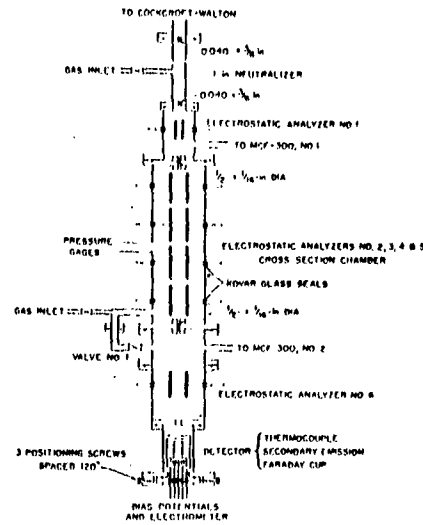 TO COCKCROFT-WALTON
0.040 × 3/8 in
GAS INLET
1 in NEUTRALIZER
0.040 × 3/8 in
ELECTROSTATIC ANALYZER NO. 1
TO MCF-300, NO. 1
1/2 × 1/16-in DIA
PRESSURE
GAGES
ELECTROSTATIC ANALYZERS NO. 2, 3, 4 & 5
CROSS SECTION CHAMBER
KOVAR GLASS SEALS
GAS INLET
1/2 × 1/16-in DIA
VALVE NO. 1
TO MCF 300, NO. 2
ELECTROSTATIC ANALYZER NO. 6
3 POSITIONING SCREWS
SPACED 120°
DETECTOR
THERMOCOUPLE
SECONDARY EMISSION
FARADAY CUP
BIAS POTENTIALS
AND ELECTROMETER